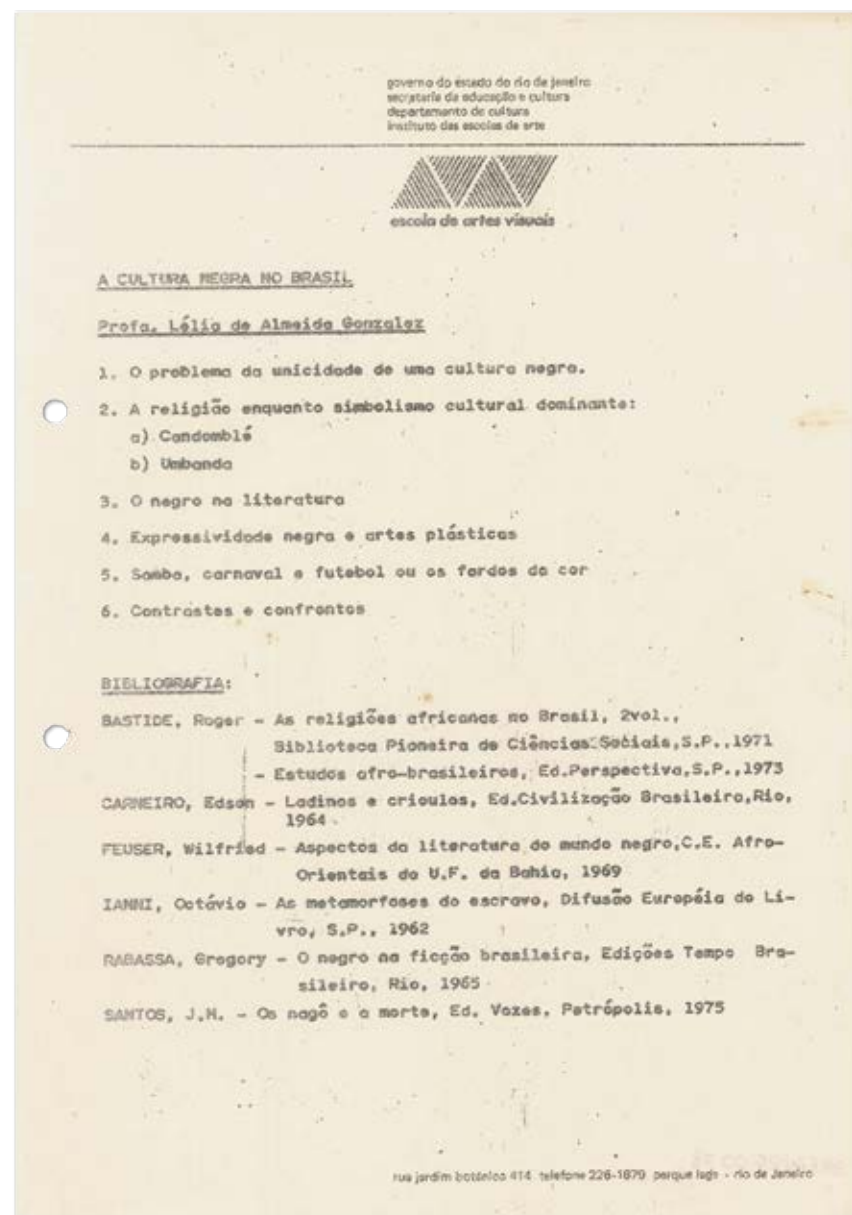 governo do estado do rio de janeiro
secretaria de educação e cultura
departamento de cultura
instituto das escolas de arte
escola de artes visuais
A CULTURA NEGRA NO BRASIL
Profa. Lélia de Almeida Gonzalez
1. O problema da unicidade de uma cultura negra.
2. A religião enquanto simbolismo cultural dominante:
a) Candomblé
b) Umbanda
3. O negro na literatura
4. Expressividade negra e artes plásticas
5. Samba, carnaval e futebol ou os fardos da cor
6. Contrastes e confrontos
BIBLIOGRAFIA:
BASTIDE, Roger - As religiões africanas no Brasil, 2vol.,
Biblioteca Pioneira de Ciências Sociais,S.P.,1971
- Estudos afro-brasileiros, Ed.Perspectiva,S.P.,1973
CARNEIRO, Edson - Ladinos e crioulos, Ed.Civilização Brasileira,Rio,
1964
FEUSER, Wilfried - Aspectos da literatura do mundo negro,C.E. Afro-
Orientais da U.F. da Bahia, 1969
IANNI, Octávio - As metamorfoses do escravo, Difusão Européia do Li-
vro, S.P., 1962
RABASSA, Gregory - O negro na ficção brasileira, Edições Tempo Bra-
sileiro, Rio, 1965
SANTOS, J.M. - Os nagô e a morte, Ed. Vozes, Petrópolis, 1975
rua jardim botânico 414 telefone 226-1879 parque lage - rio de Janeiro